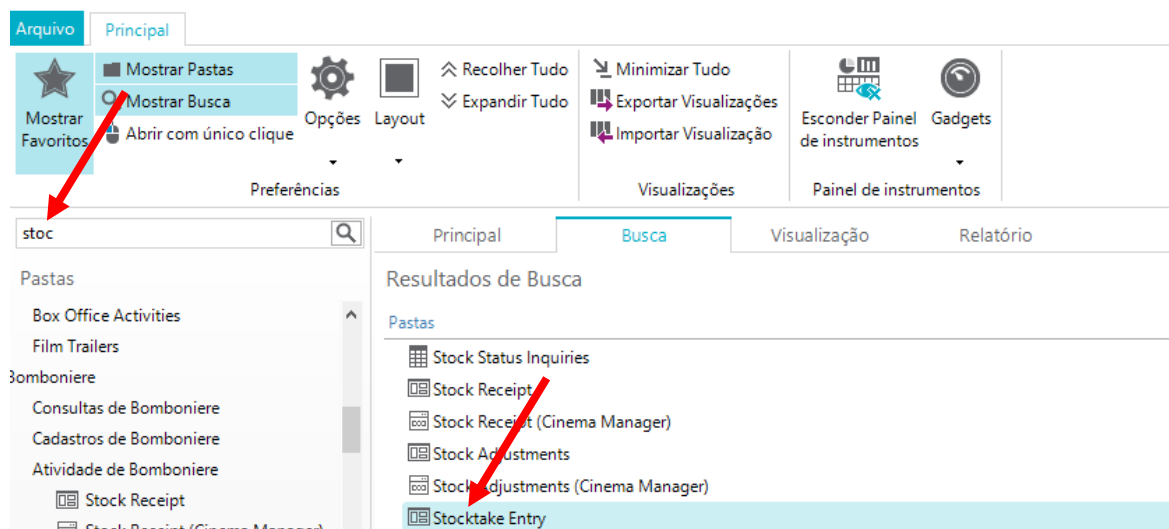 Arquivo
Principal
Mostrar
Favoritos
Mostrar Pastas
Mostrar Busca
Abrir com único clique
Opções
Layout
Recolher Tudo
Expandir Tudo
Preferências
Minimizar Tudo
Exportar Visualizações
Importar Visualização
Visualizações
Esconder Painel
de instrumentos
Gadgets
Painel de instrumentos
stoc
Pastas
Box Office Activities
Film Trailers
Bomboniere
Consultas de Bomboniere
Cadastros de Bomboniere
Atividade de Bomboniere
Stock Receipt
Stock Receipt (Cinema Manager)
Principal
Busca
Visualização
Relatório
Resultados de Busca
Pastas
Stock Status Inquiries
Stock Receipt
Stock Receipt (Cinema Manager)
Stock Adjustments
Stock Adjustments (Cinema Manager)
Stocktake Entry